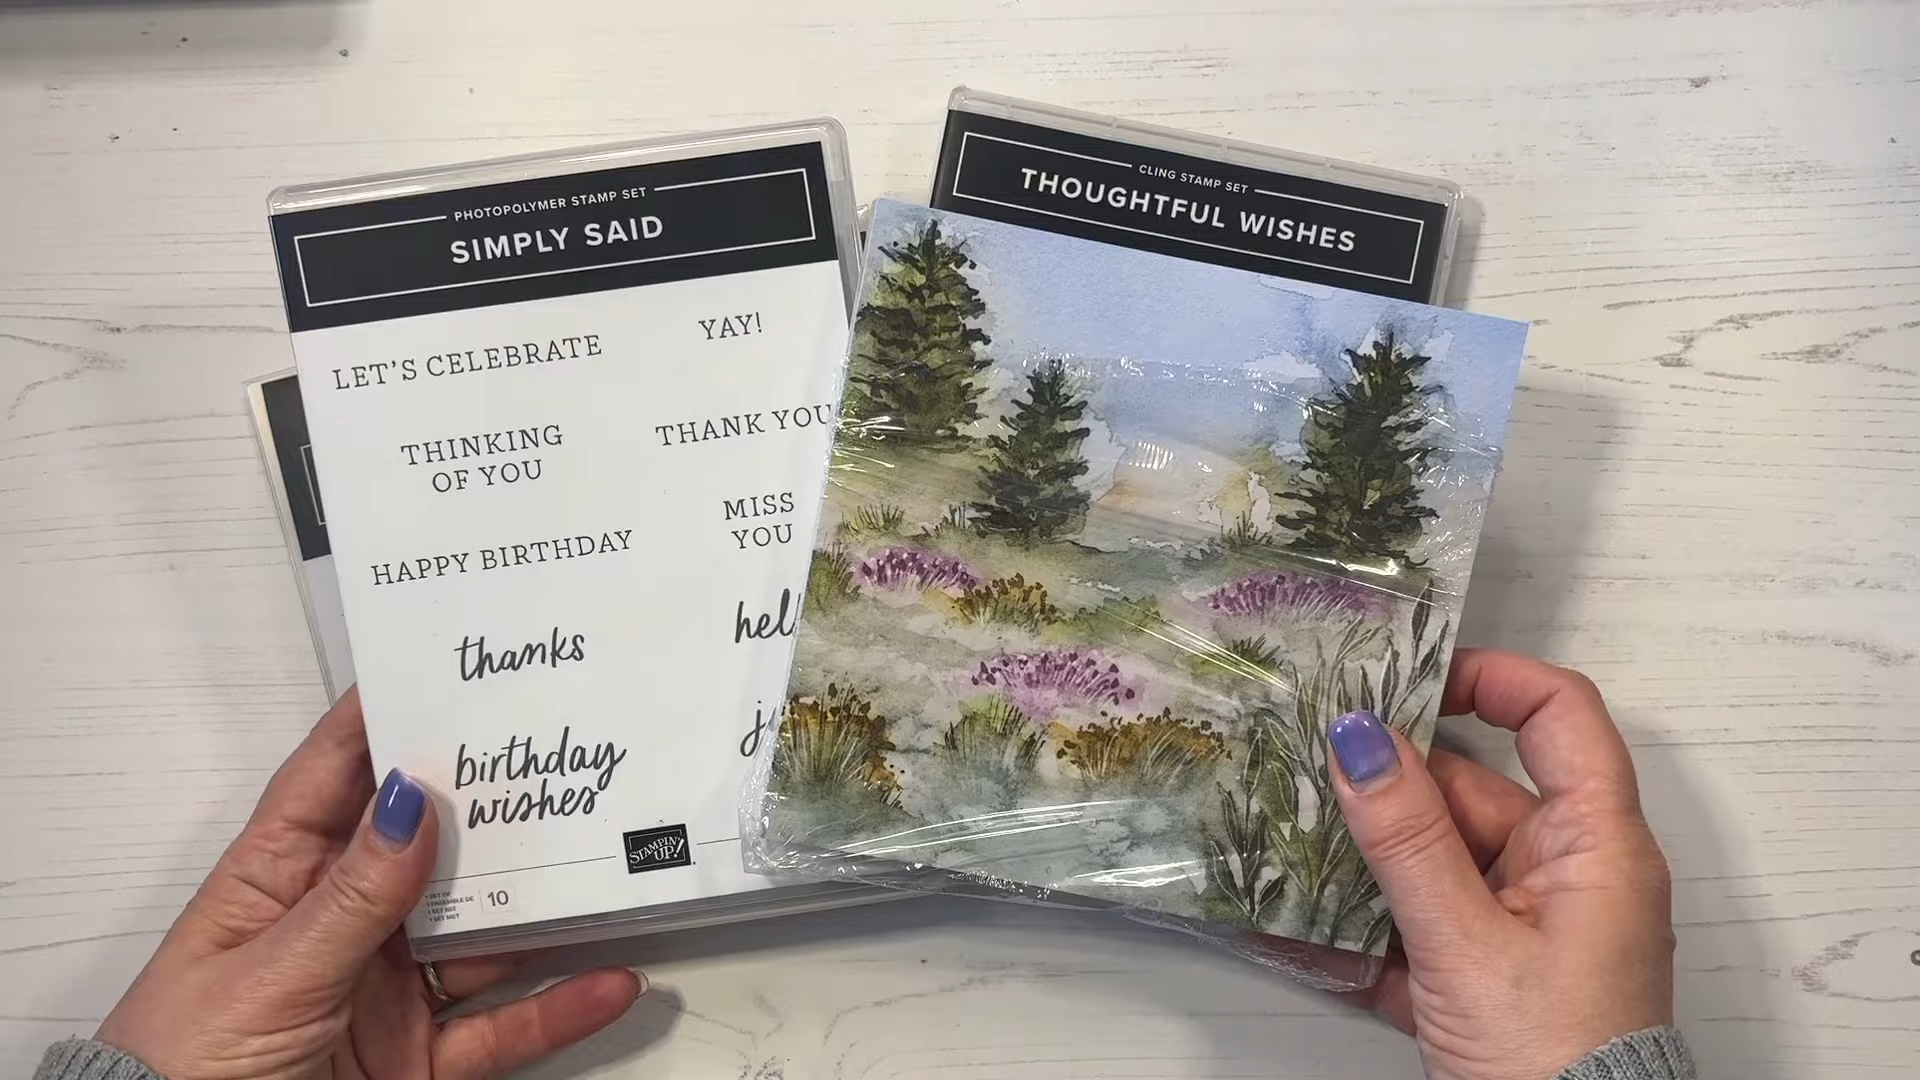 PHOTOPOLYMER STAMP SET
SIMPLY SAID
LET'S CELEBRATE
YAY!
THINKING
OF YOU
THANK YOU
HAPPY BIRTHDAY
MISS
YOU
thanks
hel
birthday
wishes
j
STAMPIN' UP!
10
CLING STAMP SET
THOUGHTFUL WISHES